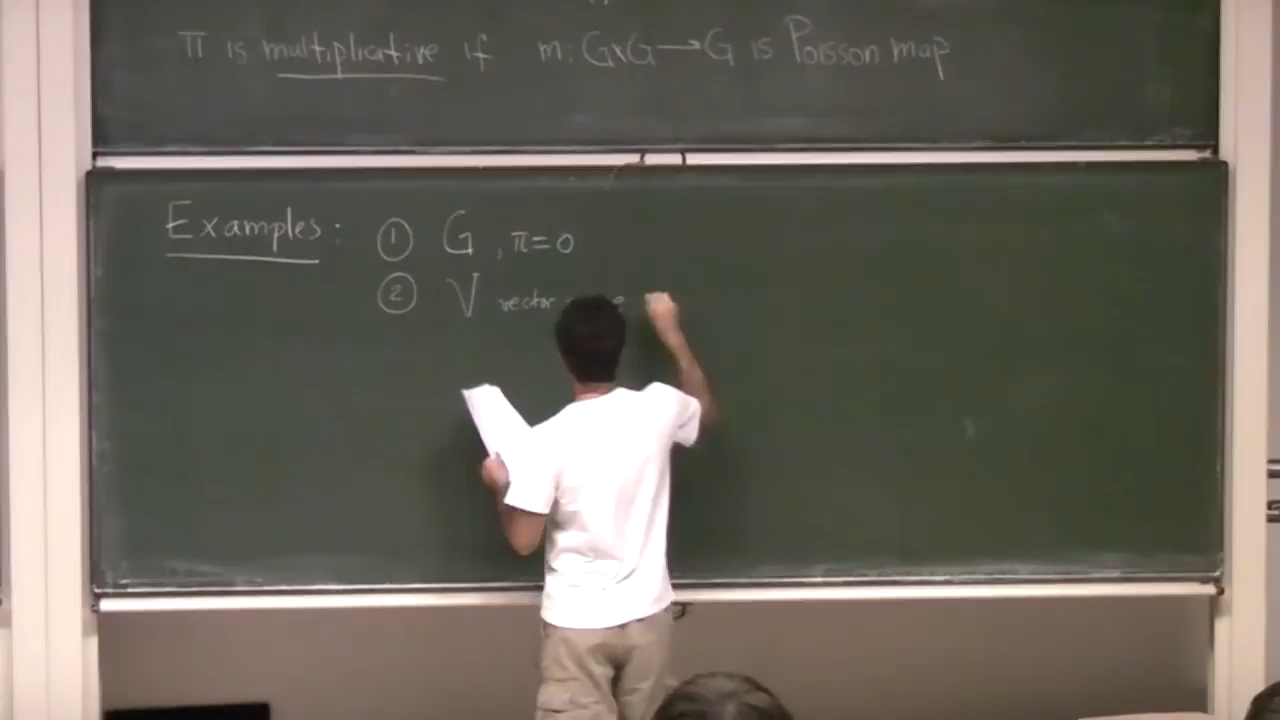 π is multiplicative if m: G×G→G is Poisson map
Examples: ① G, π=0
② V vector